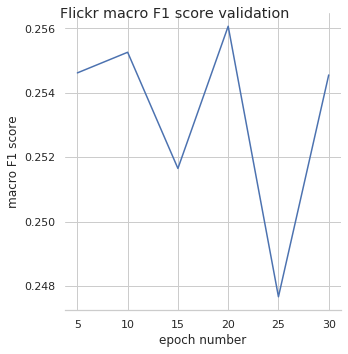 Flickr macro F1 score validation
0.256
0.254
0.252
0.250
0.248
macro F1 score
5 10 15 20 25 30
epoch number